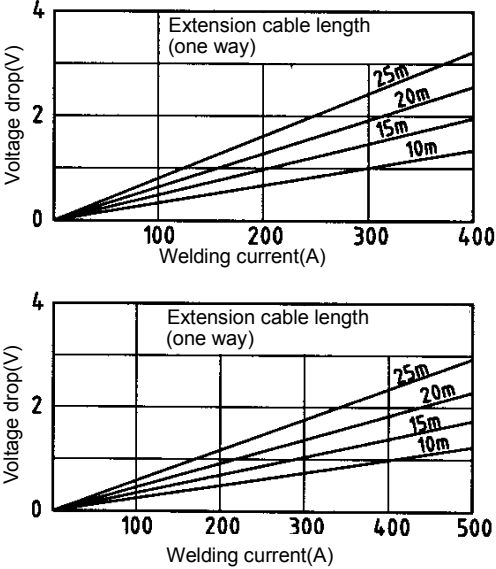 4
Extension cable length
(one way)
25m
20m
15m
10m
2
0
Voltage drop(V)
100
200
300
400
Welding current(A)
4
Extension cable length
(one way)
25m
20m
15m
10m
2
0
Voltage drop(V)
100
200
300
400
500
Welding current(A)